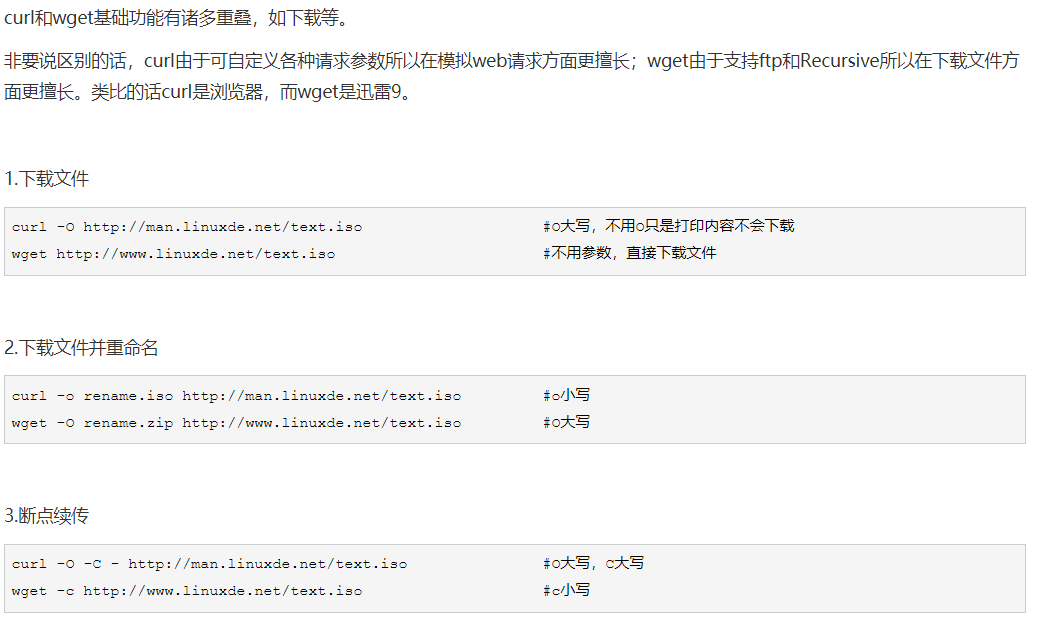 curl和wget基础功能有诸多重叠，如下载等。
非要说区别的话，curl由于可自定义各种请求参数所以在模拟web请求方面更擅长；wget由于支持ftp和Recursive所以在下载文件方
面更擅长。类比的话curl是浏览器，而wget是迅雷9。
1.下载文件
curl -O http://man.linuxde.net/text.iso #O大写，不用O只是打印内容不会下载
wget http://www.linuxde.net/text.iso #不用参数，直接下载文件
2.下载文件并重命名
curl -o rename.iso http://man.linuxde.net/text.iso #o小写
wget -O rename.zip http://www.linuxde.net/text.iso #O大写
3.断点续传
curl -O -C - http://man.linuxde.net/text.iso #O大写，C大写
wget -c http://www.linuxde.net/text.iso #c小写